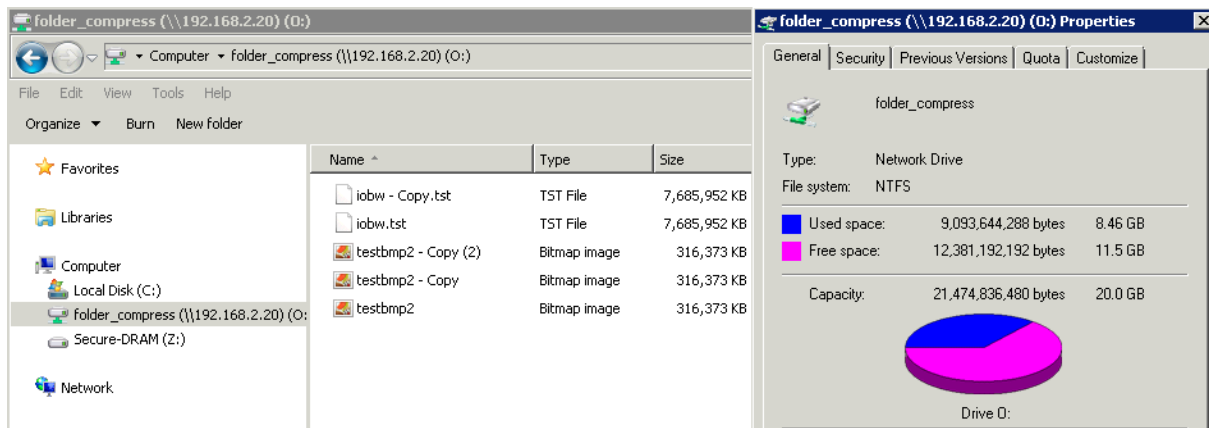 folder_compress (\\192.168.2.20) (O:)
Computer folder_compress (\\192.168.2.20) (O:)
File Edit View Tools Help
Organize Burn New folder
Favorites
Libraries
Computer
Local Disk (C:)
folder_compress (\\192.168.2.20) (O:
Secure-DRAM (Z:)
Network
Name Type Size
iobw - Copy.tst TST File 7,685,952 KB
iobw.tst TST File 7,685,952 KB
testbmp2 - Copy (2) Bitmap image 316,373 KB
testbmp2 - Copy Bitmap image 316,373 KB
testbmp2 Bitmap image 316,373 KB
folder_compress (\\192.168.2.20) (O:) Properties
General Security Previous Versions Quota Customize
folder_compress
Type: Network Drive
File system: NTFS
Used space: 9,093,644,288 bytes 8.46 GB
Free space: 12,381,192,192 bytes 11.5 GB
Capacity: 21,474,836,480 bytes 20.0 GB
Drive O: